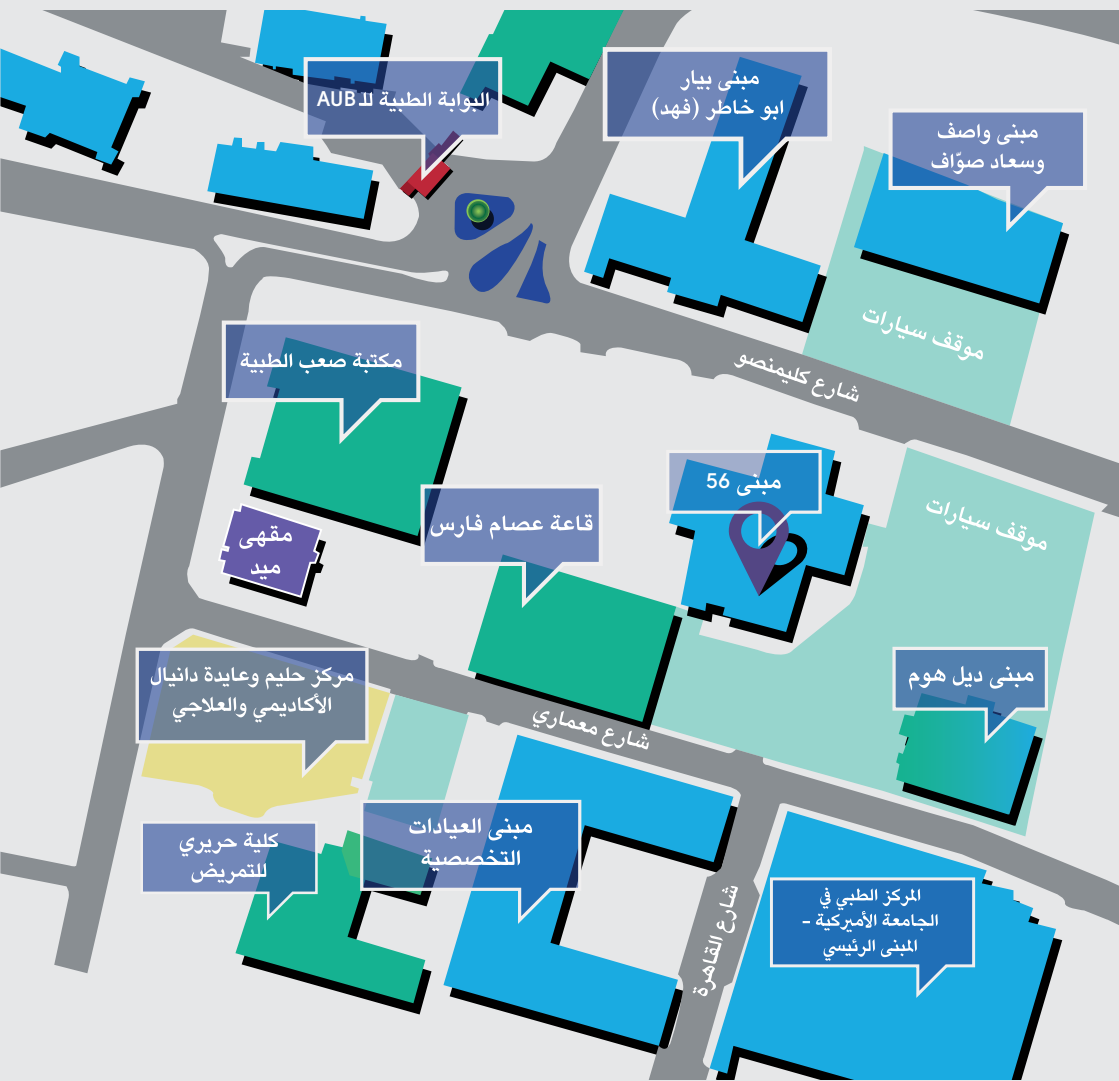 البوابة الطبية للـ AUB
مبنى بيار
ابو خاطر (فهد)
مبنى واصف
وسعاد صوّاف
موقف سيارات
شارع كليمنصو
مكتبة صعب الطبية
مبنى 56
قاعة عصام فارس
موقف سيارات
مقهى
ميد
مبنى ديل هوم
مركز حليم وعايدة دانيال
الأكاديمي والعلاجي
شارع معماري
مبنى العيادات
التخصصية
كلية حريري
للتمريض
المركز الطبي في
الجامعة الأميركية -
المبنى الرئيسي
شارع القاهرة